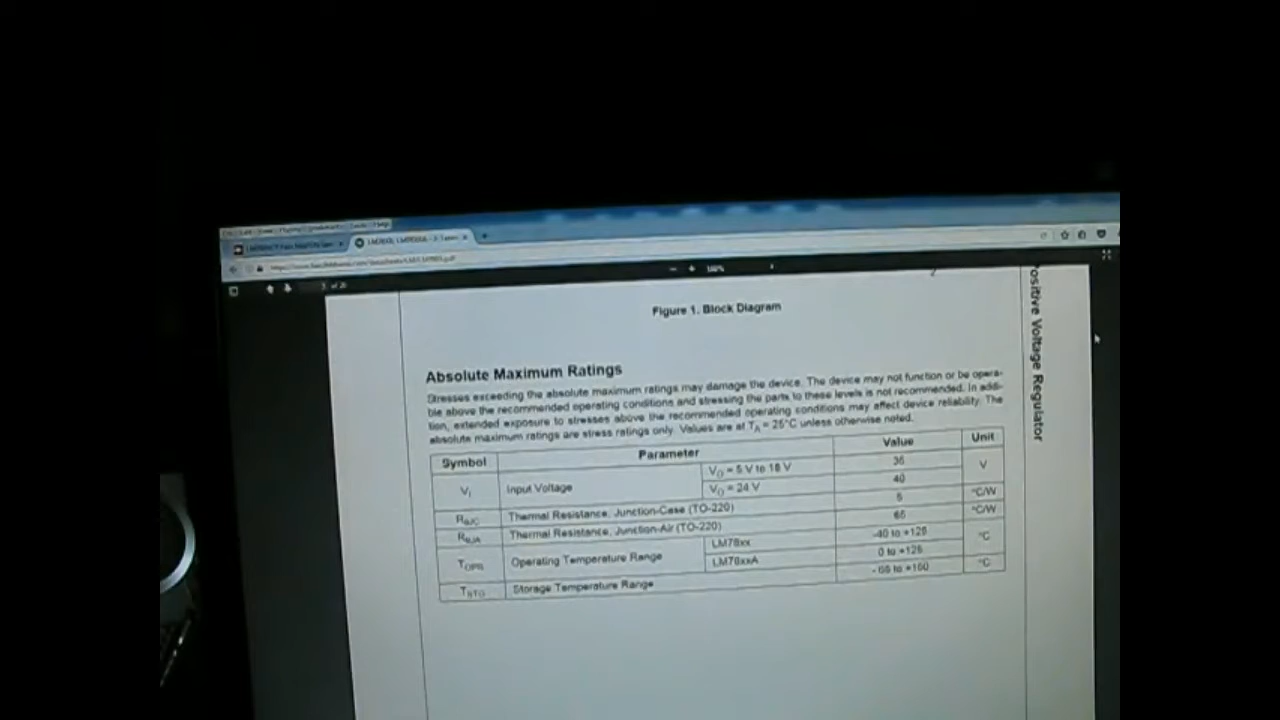 100%
Figure 1. Block Diagram
ositive Voltage Regulator
Absolute Maximum Ratings
Stresses exceeding the absolute maximum ratings may damage the device. The device may not function or be opera-
ble above the recommended operating conditions and stressing the parts to these levels is not recommended. In addi-
tion, extended exposure to stresses above the recommended operating conditions may affect device reliability. The
absolute maximum ratings are stress ratings only. Values are at TA = 25°C unless otherwise noted.
Symbol Parameter Value Unit
VI Input Voltage VO = 5 V to 18 V 35 V
VO = 24 V 40
RθJC Thermal Resistance, Junction-Case (TO-220) 5 °C/W
RθJA Thermal Resistance, Junction-Air (TO-220) 65 °C/W
TOPR Operating Temperature Range LM78xx -40 to +125 °C
LM78xxA 0 to +125
TSTG Storage Temperature Range - 65 to +150 °C